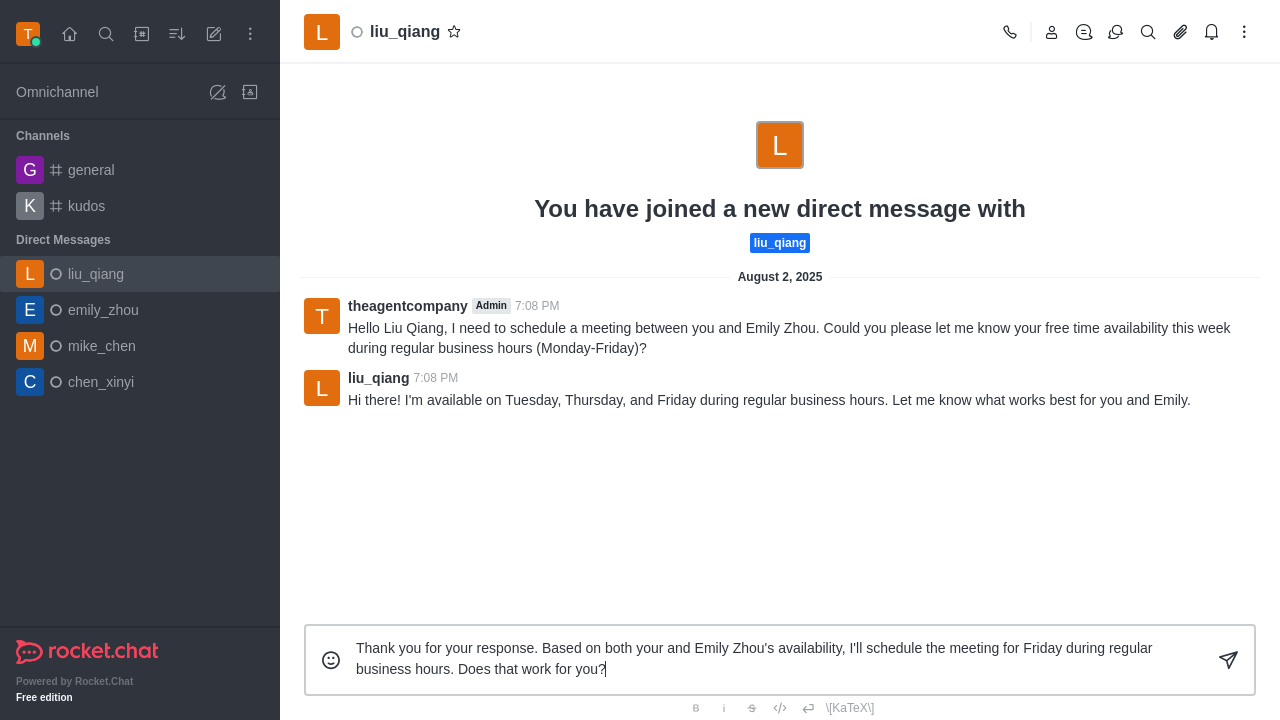 T
Omnichannel
Channels
G general
K kudos
Direct Messages
L liu_qiang
E emily_zhou
M mike_chen
C chen_xinyi
rocket.chat
Powered by Rocket.Chat
Free edition
L liu_qiang
L
You have joined a new direct message with
liu_qiang
August 2, 2025
T theagentcompany Admin 7:08 PM
Hello Liu Qiang, I need to schedule a meeting between you and Emily Zhou. Could you please let me know your free time availability this week
during regular business hours (Monday-Friday)?
L liu_qiang 7:08 PM
Hi there! I'm available on Tuesday, Thursday, and Friday during regular business hours. Let me know what works best for you and Emily.
Thank you for your response. Based on both your and Emily Zhou's availability, I'll schedule the meeting for Friday during regular
business hours. Does that work for you?
B i S </> \[KaTeX\]